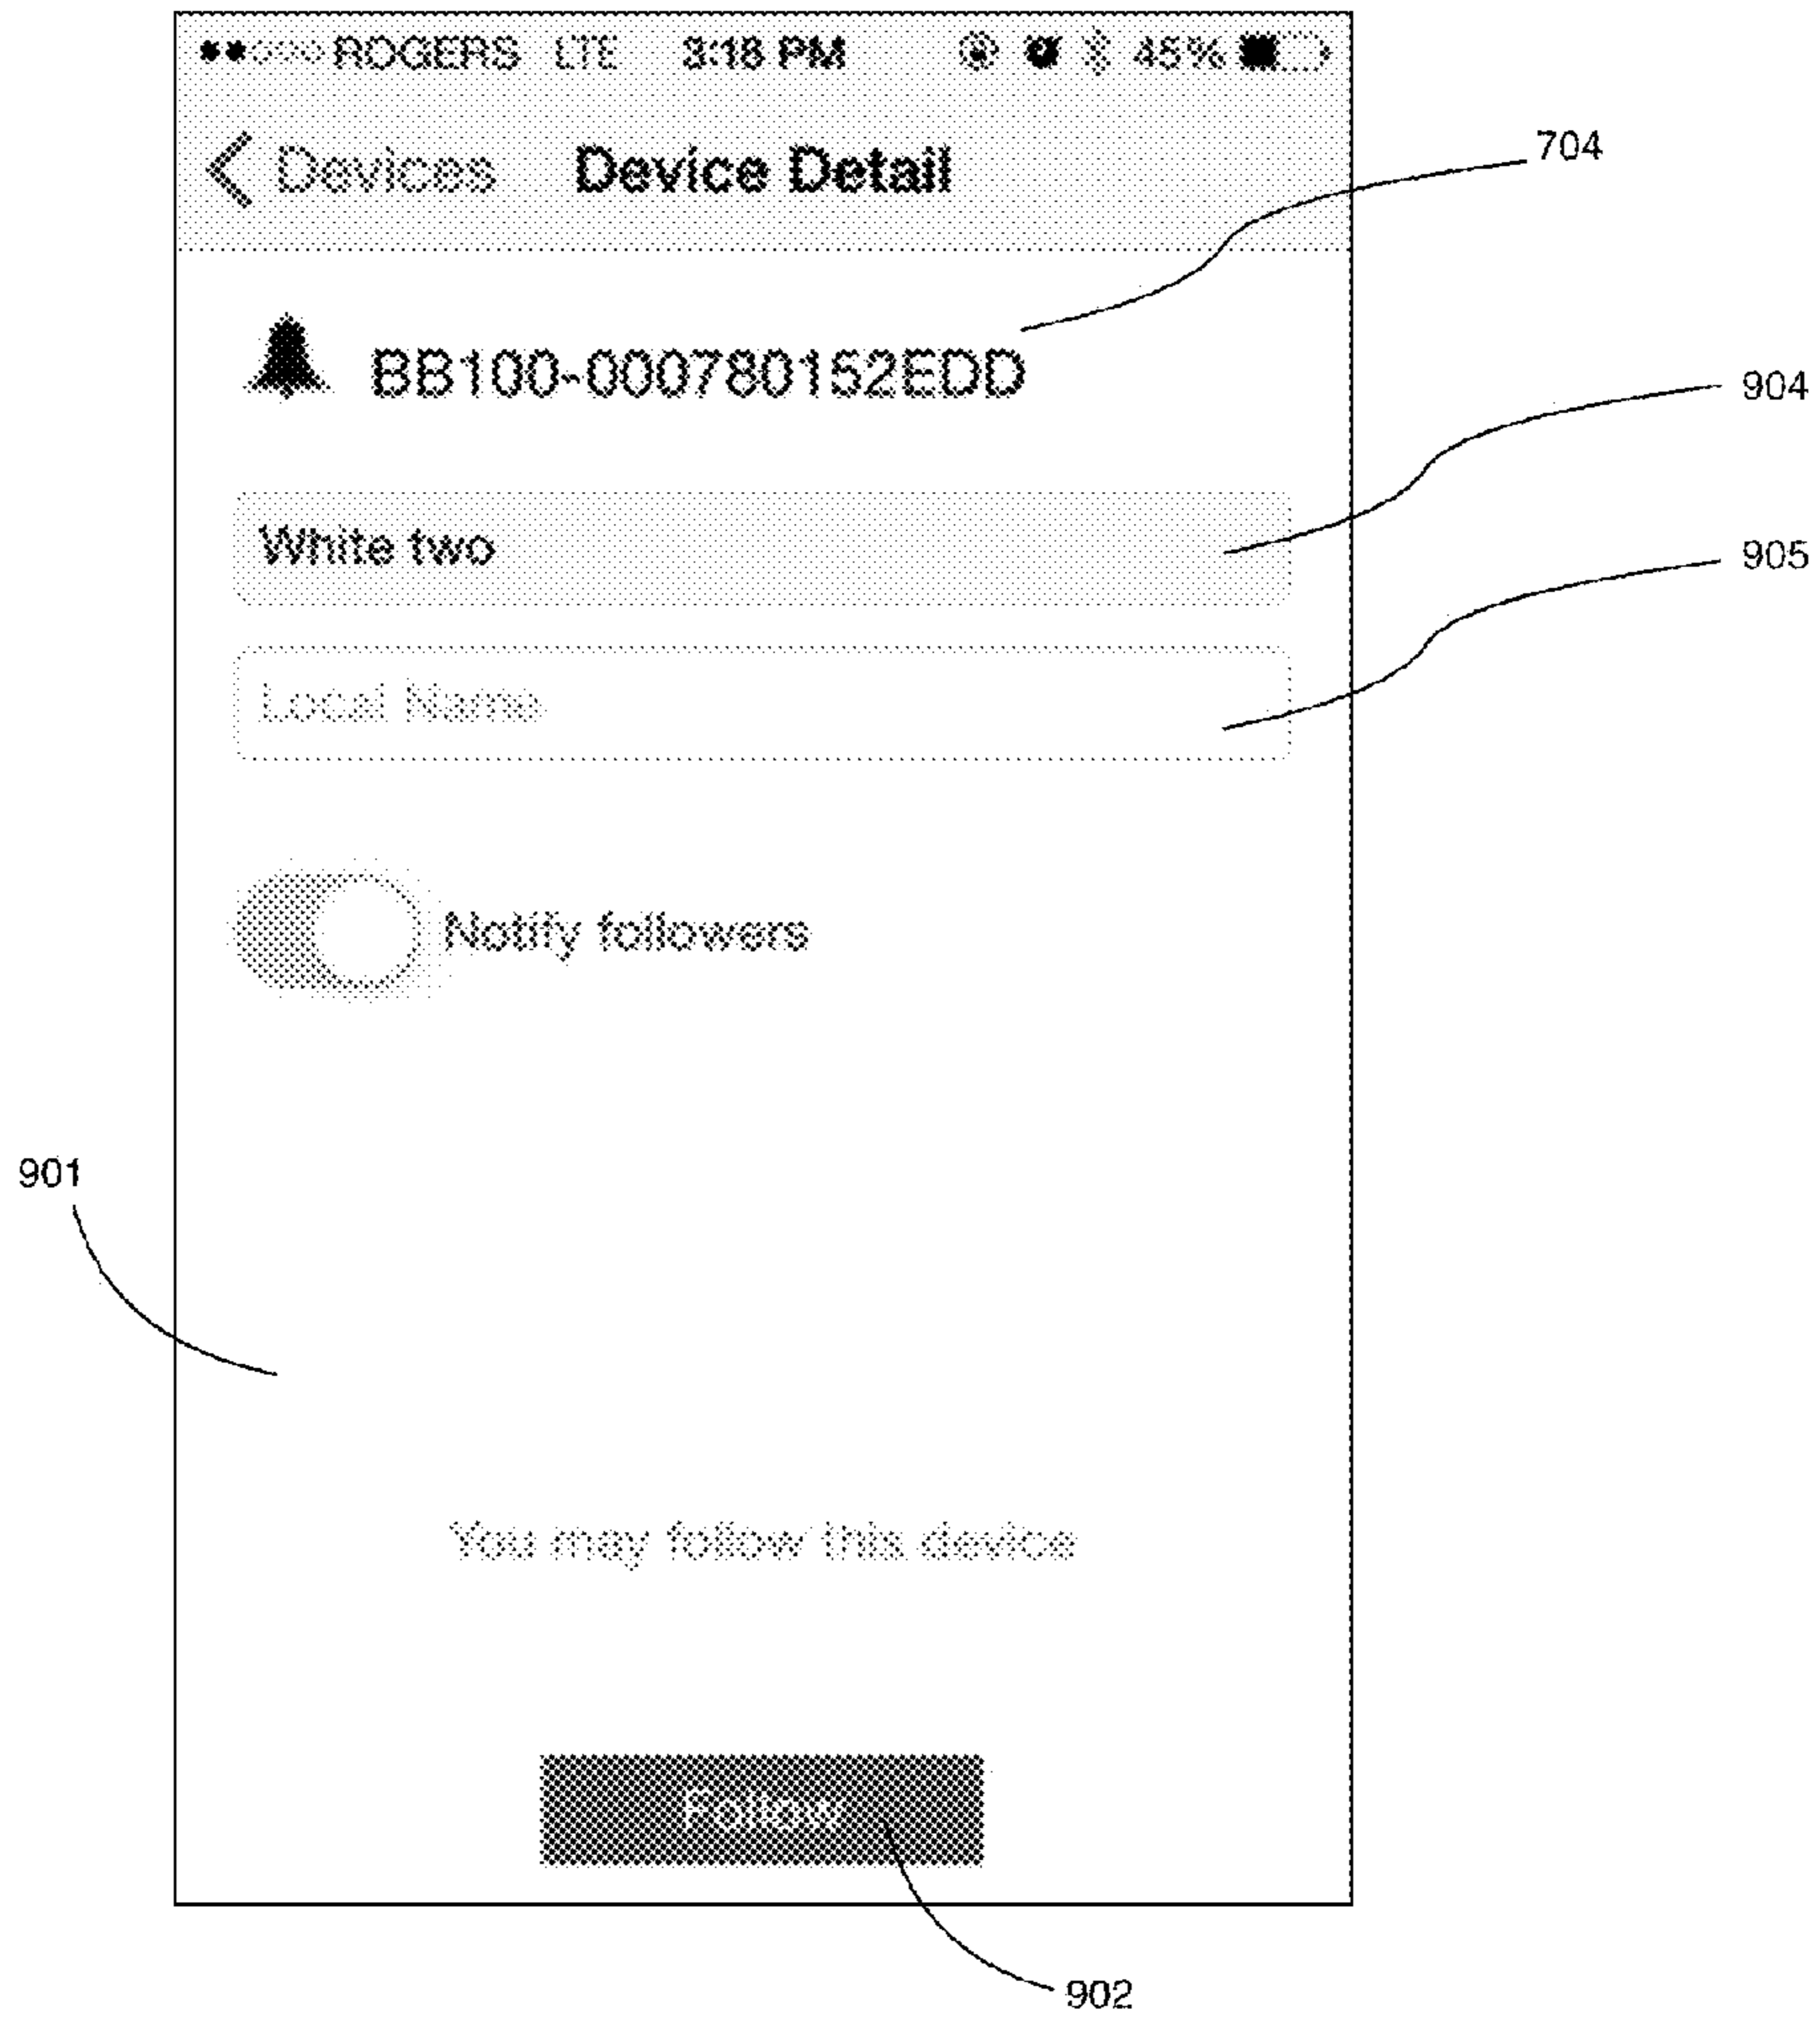 ROGERS LTE 3:18 PM 45%
Devices Device Detail
704
BB100-000780152EDD
904
White two
905
Local Name
Notify followers
901
You may follow this device
Follow
902